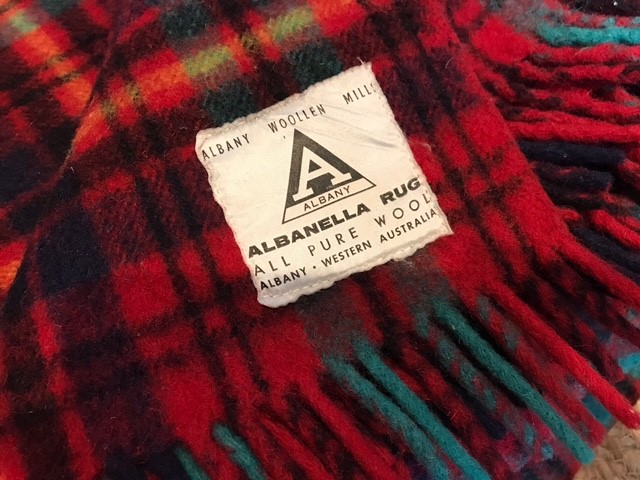 ALBANY WOOLLEN MILLS
A
ALBANY
ALBANELLA RUG
ALL PURE WOOL
ALBANY · WESTERN AUSTRALIA